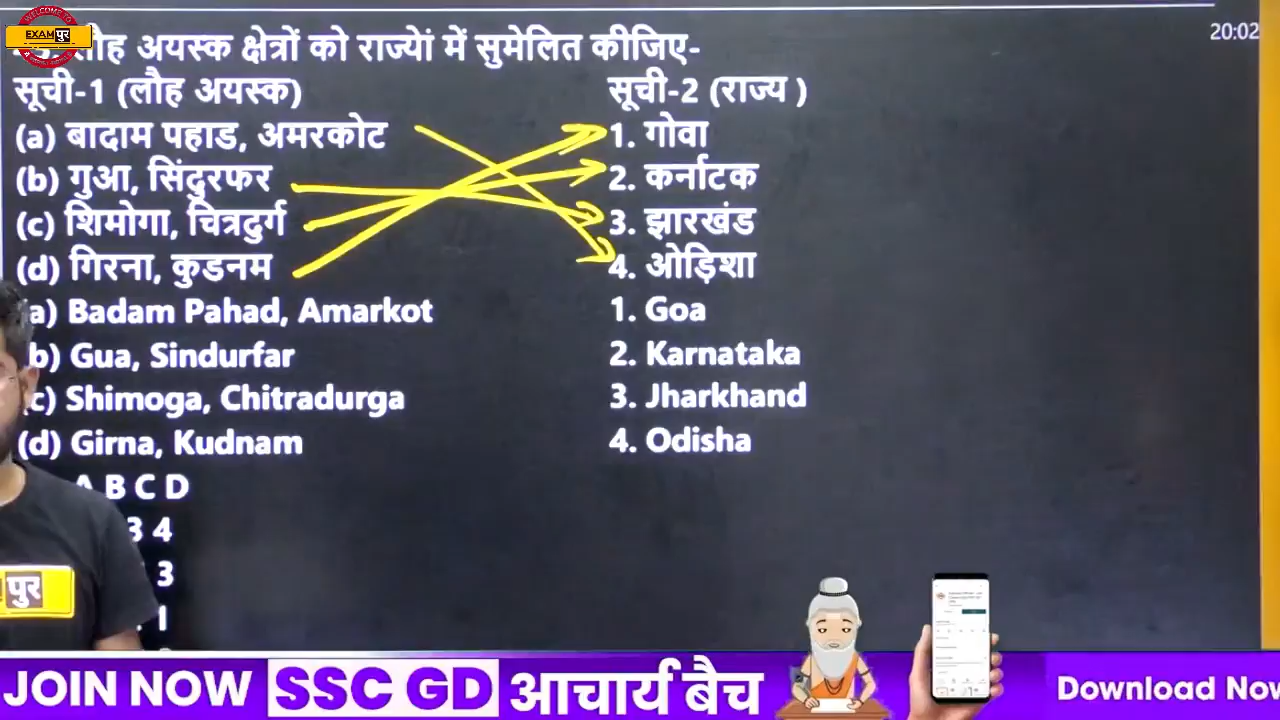 WELCOME TO
EXAMपुर
20:02
लौह अयस्क क्षेत्रों को राज्यों में सुमेलित कीजिए-
सूची-1 (लौह अयस्क) सूची-2 (राज्य )
(a) बादाम पहाड, अमरकोट 1. गोवा
(b) गुआ, सिंदुरफर 2. कर्नाटक
(c) शिमोगा, चित्रदुर्ग 3. झारखंड
(d) गिरना, कुडनम 4. ओड़िशा
a) Badam Pahad, Amarkot 1. Goa
b) Gua, Sindurfar 2. Karnataka
c) Shimoga, Chitradurga 3. Jharkhand
(d) Girna, Kudnam 4. Odisha
A B C D
3 4
3
1
पुर
JOIN NOW SSC GD आचार्य बैच Download Now